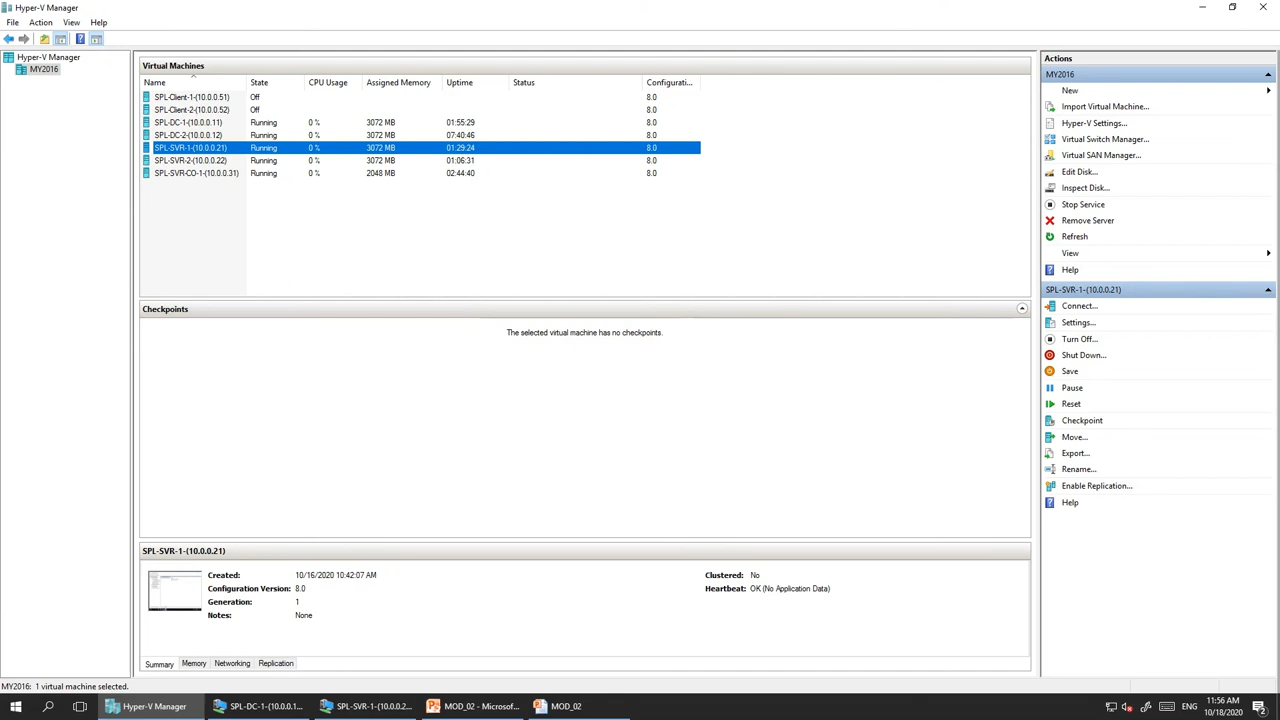 Hyper-V Manager
File Action View Help
Hyper-V Manager
MY2016
Virtual Machines
Name State CPU Usage Assigned Memory Uptime Status Configurati...
SPL-Client-1-(10.0.0.51) Off 8.0
SPL-Client-2-(10.0.0.52) Off 8.0
SPL-DC-1-(10.0.0.11) Running 0 % 3072 MB 01:55:29 8.0
SPL-DC-2-(10.0.0.12) Running 0 % 3072 MB 07:40:46 8.0
SPL-SVR-1-(10.0.0.21) Running 0 % 3072 MB 01:29:24 8.0
SPL-SVR-2-(10.0.0.22) Running 0 % 3072 MB 01:06:31 8.0
SPL-SVR-CO-1-(10.0.0.31) Running 0 % 2048 MB 02:44:40 8.0
Checkpoints
The selected virtual machine has no checkpoints.
SPL-SVR-1-(10.0.0.21)
Created: 10/16/2020 10:42:07 AM Clustered: No
Configuration Version: 8.0 Heartbeat: OK (No Application Data)
Generation: 1
Notes: None
Summary Memory Networking Replication
Actions
MY2016
New
Import Virtual Machine...
Hyper-V Settings...
Virtual Switch Manager...
Virtual SAN Manager...
Edit Disk...
Inspect Disk...
Stop Service
Remove Server
Refresh
View
Help
SPL-SVR-1-(10.0.0.21)
Connect...
Settings...
Turn Off...
Shut Down...
Save
Pause
Reset
Checkpoint
Move...
Export...
Rename...
Enable Replication...
Help
MY2016: 1 virtual machine selected.
Hyper-V Manager SPL-DC-1-(10.0.0.1... SPL-SVR-1-(10.0.0.2... MOD_02 - Microsof... MOD_02 ENG 11:56 AM
10/18/2020 2